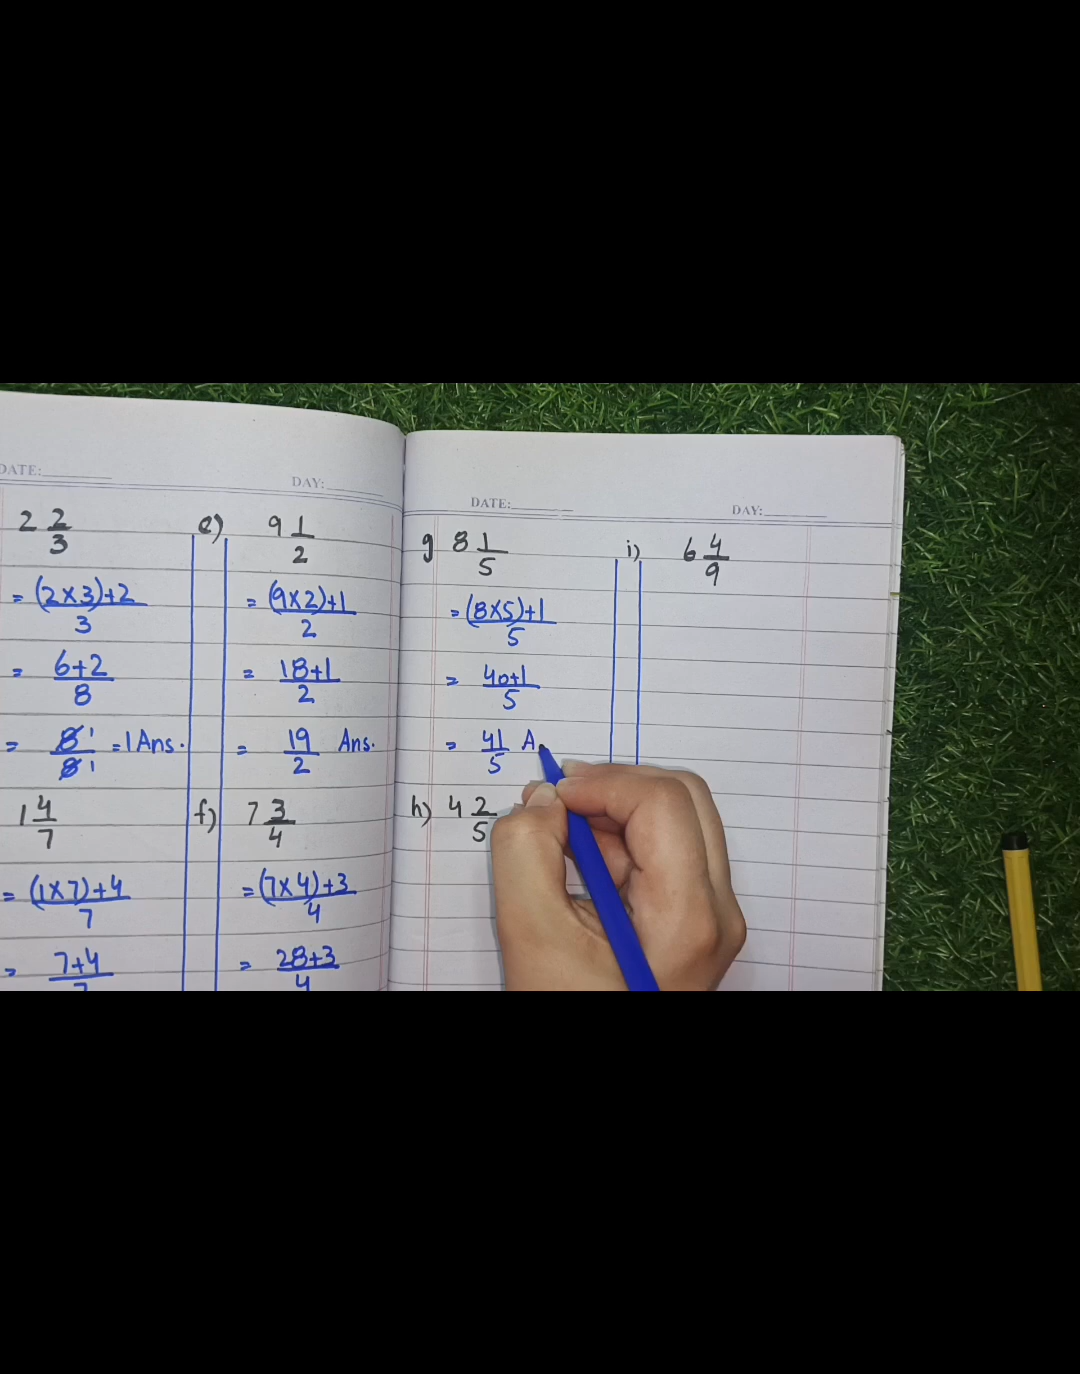 DATE:
DAY:
2 2/3
= (2×3)+2/3
= 6+2/8
= 8 1/8 1 = 1 Ans.
1 4/7
= (1×7)+4/7
= 7+4/7
e) 9 1/2
= (9×2)+1/2
= 18+1/2
= 19/2 Ans.
f) 7 3/4
= (7×4)+3/4
= 28+3/4
DATE:
DAY:
g 8 1/5
= (8×5)+1/5
= 40+1/5
= 41/5 A
h) 4 2/5
i) 6 4/9